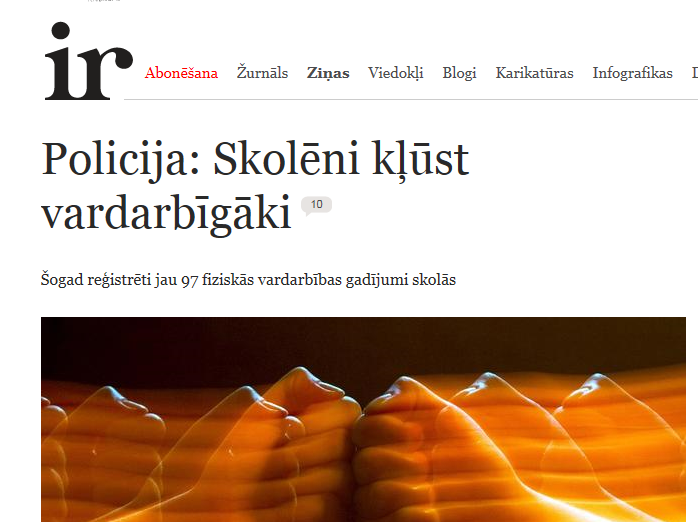 ir
Abonēšana Žurnāls Ziņas Viedokļi Blogi Karikatūras Infografikas
Policija: Skolēni kļūst
vardarbīgāki 10
Šogad reģistrēti jau 97 fiziskās vardarbības gadījumi skolās